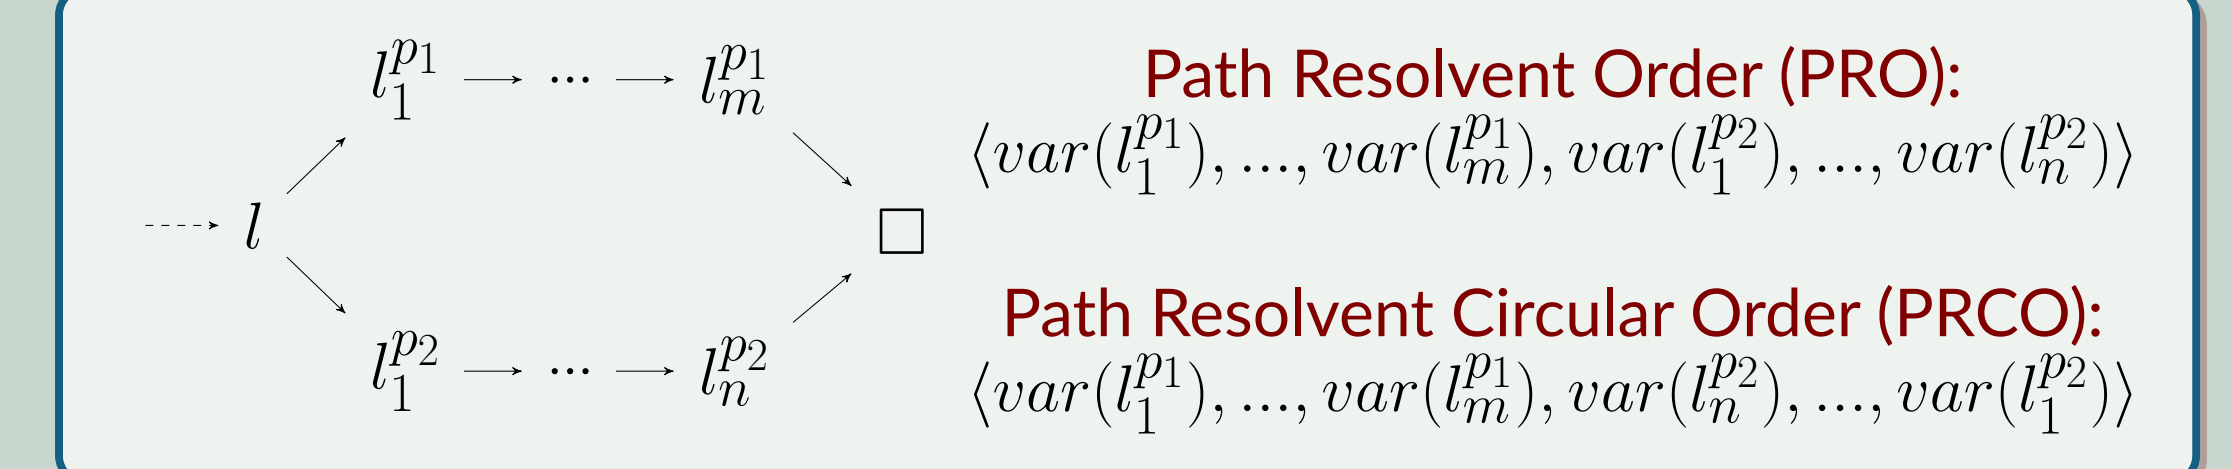 l_1^{p_1} → ... → l_m^{p_1}
l
□
l_1^{p_2} → ... → l_n^{p_2}
Path Resolvent Order (PRO):
⟨var(l_1^{p_1}), ..., var(l_m^{p_1}), var(l_1^{p_2}), ..., var(l_n^{p_2})⟩
Path Resolvent Circular Order (PRCO):
⟨var(l_1^{p_1}), ..., var(l_m^{p_1}), var(l_n^{p_2}), ..., var(l_1^{p_2})⟩